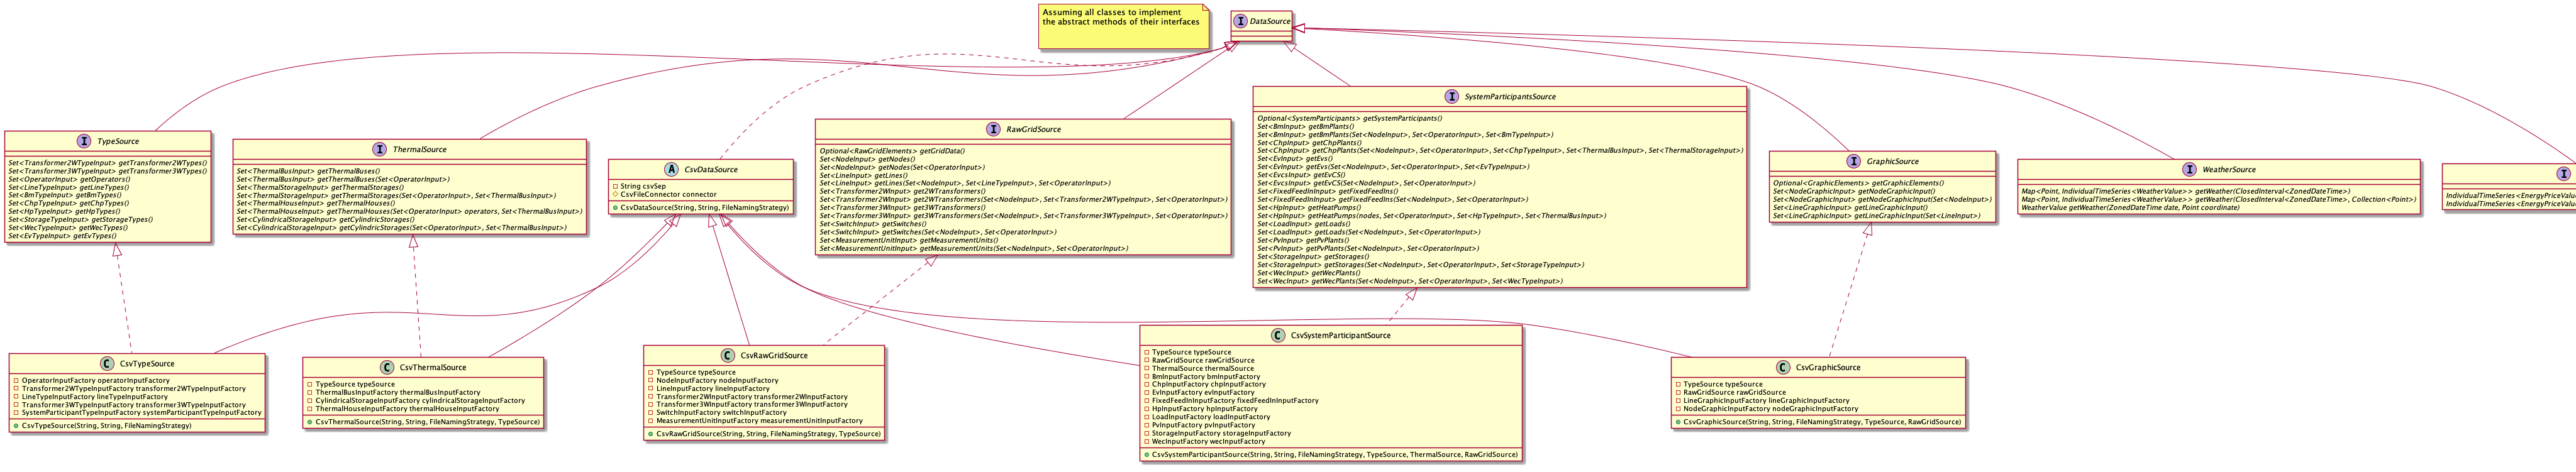 Assuming all classes to implement
the abstract methods of their interfaces
I DataSource
I TypeSource
Set<Transformer2WTypeInput> getTransformer2WTypes()
Set<Transformer3WTypeInput> getTransformer3WTypes()
Set<OperatorInput> getOperators()
Set<LineTypeInput> getLineTypes()
Set<BmTypeInput> getBmTypes()
Set<ChpTypeInput> getChpTypes()
Set<HpTypeInput> getHpTypes()
Set<StorageTypeInput> getStorageTypes()
Set<WecTypeInput> getWecTypes()
Set<EvTypeInput> getEvTypes()
I ThermalSource
Set<ThermalBusInput> getThermalBuses()
Set<ThermalBusInput> getThermalBuses(Set<OperatorInput>)
Set<ThermalStorageInput> getThermalStorages()
Set<ThermalStorageInput> getThermalStorages(Set<OperatorInput>, Set<ThermalBusInput>)
Set<ThermalHouseInput> getThermalHouses()
Set<ThermalHouseInput> getThermalHouses(Set<OperatorInput> operators, Set<ThermalBusInput>)
Set<CylindricalStorageInput> getCylindricStorages()
Set<CylindricalStorageInput> getCylindricStorages(Set<OperatorInput>, Set<ThermalBusInput>)
A CsvDataSource
String csvSep
CsvFileConnector connector
CsvDataSource(String, String, FileNamingStrategy)
I RawGridSource
Optional<RawGridElements> getGridData()
Set<NodeInput> getNodes()
Set<NodeInput> getNodes(Set<OperatorInput>)
Set<LineInput> getLines()
Set<LineInput> getLines(Set<NodeInput>, Set<LineTypeInput>, Set<OperatorInput>)
Set<Transformer2WInput> get2WTransformers()
Set<Transformer2WInput> get2WTransformers(Set<NodeInput>, Set<Transformer2WTypeInput>, Set<OperatorInput>)
Set<Transformer3WInput> get3WTransformers()
Set<Transformer3WInput> get3WTransformers(Set<NodeInput>, Set<Transformer3WTypeInput>, Set<OperatorInput>)
Set<SwitchInput> getSwitches()
Set<SwitchInput> getSwitches(Set<NodeInput>, Set<OperatorInput>)
Set<MeasurementUnitInput> getMeasurementUnits()
Set<MeasurementUnitInput> getMeasurementUnits(Set<NodeInput>, Set<OperatorInput>)
I SystemParticipantsSource
Optional<SystemParticipants> getSystemParticipants()
Set<BmInput> getBmPlants()
Set<BmInput> getBmPlants(Set<NodeInput>, Set<OperatorInput>, Set<BmTypeInput>)
Set<ChpInput> getChpPlants()
Set<ChpInput> getChpPlants(Set<NodeInput>, Set<OperatorInput>, Set<ChpTypeInput>, Set<ThermalBusInput>, Set<ThermalStorageInput>)
Set<EvInput> getEvs()
Set<EvInput> getEvs(Set<NodeInput>, Set<OperatorInput>, Set<EvTypeInput>)
Set<EvcsInput> getEvCS()
Set<EvcsInput> getEvCS(Set<NodeInput>, Set<OperatorInput>)
Set<FixedFeedInInput> getFixedFeedIns()
Set<FixedFeedInInput> getFixedFeedIns(Set<NodeInput>, Set<OperatorInput>)
Set<HpInput> getHeatPumps()
Set<HpInput> getHeatPumps(nodes, Set<OperatorInput>, Set<HpTypeInput>, Set<ThermalBusInput>)
Set<LoadInput> getLoads()
Set<LoadInput> getLoads(Set<NodeInput>, Set<OperatorInput>)
Set<PvInput> getPvPlants()
Set<PvInput> getPvPlants(Set<NodeInput>, Set<OperatorInput>)
Set<StorageInput> getStorages()
Set<StorageInput> getStorages(Set<NodeInput>, Set<OperatorInput>, Set<StorageTypeInput>)
Set<WecInput> getWecPlants()
Set<WecInput> getWecPlants(Set<NodeInput>, Set<OperatorInput>, Set<WecTypeInput>)
I GraphicSource
Optional<GraphicElements> getGraphicElements()
Set<NodeGraphicInput> getNodeGraphicInput()
Set<NodeGraphicInput> getNodeGraphicInput(Set<NodeInput>)
Set<LineGraphicInput> getLineGraphicInput()
Set<LineGraphicInput> getLineGraphicInput(Set<LineInput>)
I WeatherSource
Map<Point, IndividualTimeSeries<WeatherValue>> getWeather(ClosedInterval<ZonedDateTime>)
Map<Point, IndividualTimeSeries<WeatherValue>> getWeather(ClosedInterval<ZonedDateTime>, Collection<Point>)
WeatherValue getWeather(ZonedDateTime date, Point coordinate)
I
IndividualTimeSeries<EnergyPriceValu
IndividualTimeSeries<EnergyPriceValu
C CsvTypeSource
OperatorInputFactory operatorInputFactory
Transformer2WTypeInputFactory transformer2WTypeInputFactory
LineTypeInputFactory lineTypeInputFactory
Transformer3WTypeInputFactory transformer3WTypeInputFactory
SystemParticipantTypeInputFactory systemParticipantTypeInputFactory
CsvTypeSource(String, String, FileNamingStrategy)
C CsvThermalSource
TypeSource typeSource
ThermalBusInputFactory thermalBusInputFactory
CylindricalStorageInputFactory cylindricalStorageInputFactory
ThermalHouseInputFactory thermalHouseInputFactory
CsvThermalSource(String, String, FileNamingStrategy, TypeSource)
C CsvRawGridSource
TypeSource typeSource
NodeInputFactory nodeInputFactory
LineInputFactory lineInputFactory
Transformer2WInputFactory transformer2WInputFactory
Transformer3WInputFactory transformer3WInputFactory
SwitchInputFactory switchInputFactory
MeasurementUnitInputFactory measurementUnitInputFactory
CsvRawGridSource(String, String, FileNamingStrategy, TypeSource)
C CsvSystemParticipantSource
TypeSource typeSource
RawGridSource rawGridSource
ThermalSource thermalSource
BmInputFactory bmInputFactory
ChpInputFactory chpInputFactory
EvInputFactory evInputFactory
FixedFeedInInputFactory fixedFeedInInputFactory
HpInputFactory hpInputFactory
LoadInputFactory loadInputFactory
PvInputFactory pvInputFactory
StorageInputFactory storageInputFactory
WecInputFactory wecInputFactory
CsvSystemParticipantSource(String, String, FileNamingStrategy, TypeSource, ThermalSource, RawGridSource)
C CsvGraphicSource
TypeSource typeSource
RawGridSource rawGridSource
LineGraphicInputFactory lineGraphicInputFactory
NodeGraphicInputFactory nodeGraphicInputFactory
CsvGraphicSource(String, String, FileNamingStrategy, TypeSource, RawGridSource)